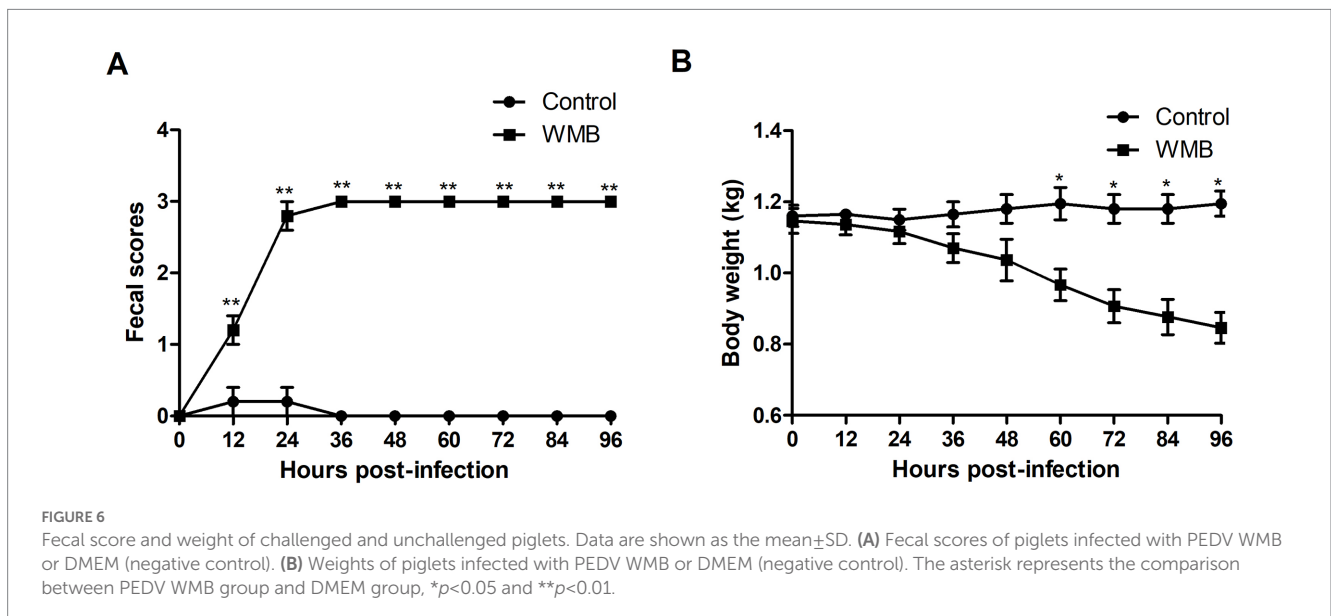 A
Control
WMB
4
3
2
1
0
Fecal scores
** ** ** ** ** ** ** **
0 12 24 36 48 60 72 84 96
Hours post-infection
B
Control
WMB
1.4
1.2
1.0
0.8
0.6
Body weight (kg)
* * * *
0 12 24 36 48 60 72 84 96
Hours post-infection
FIGURE 6
Fecal score and weight of challenged and unchallenged piglets. Data are shown as the mean±SD. (A) Fecal scores of piglets infected with PEDV WMB
or DMEM (negative control). (B) Weights of piglets infected with PEDV WMB or DMEM (negative control). The asterisk represents the comparison
between PEDV WMB group and DMEM group, *p<0.05 and **p<0.01.